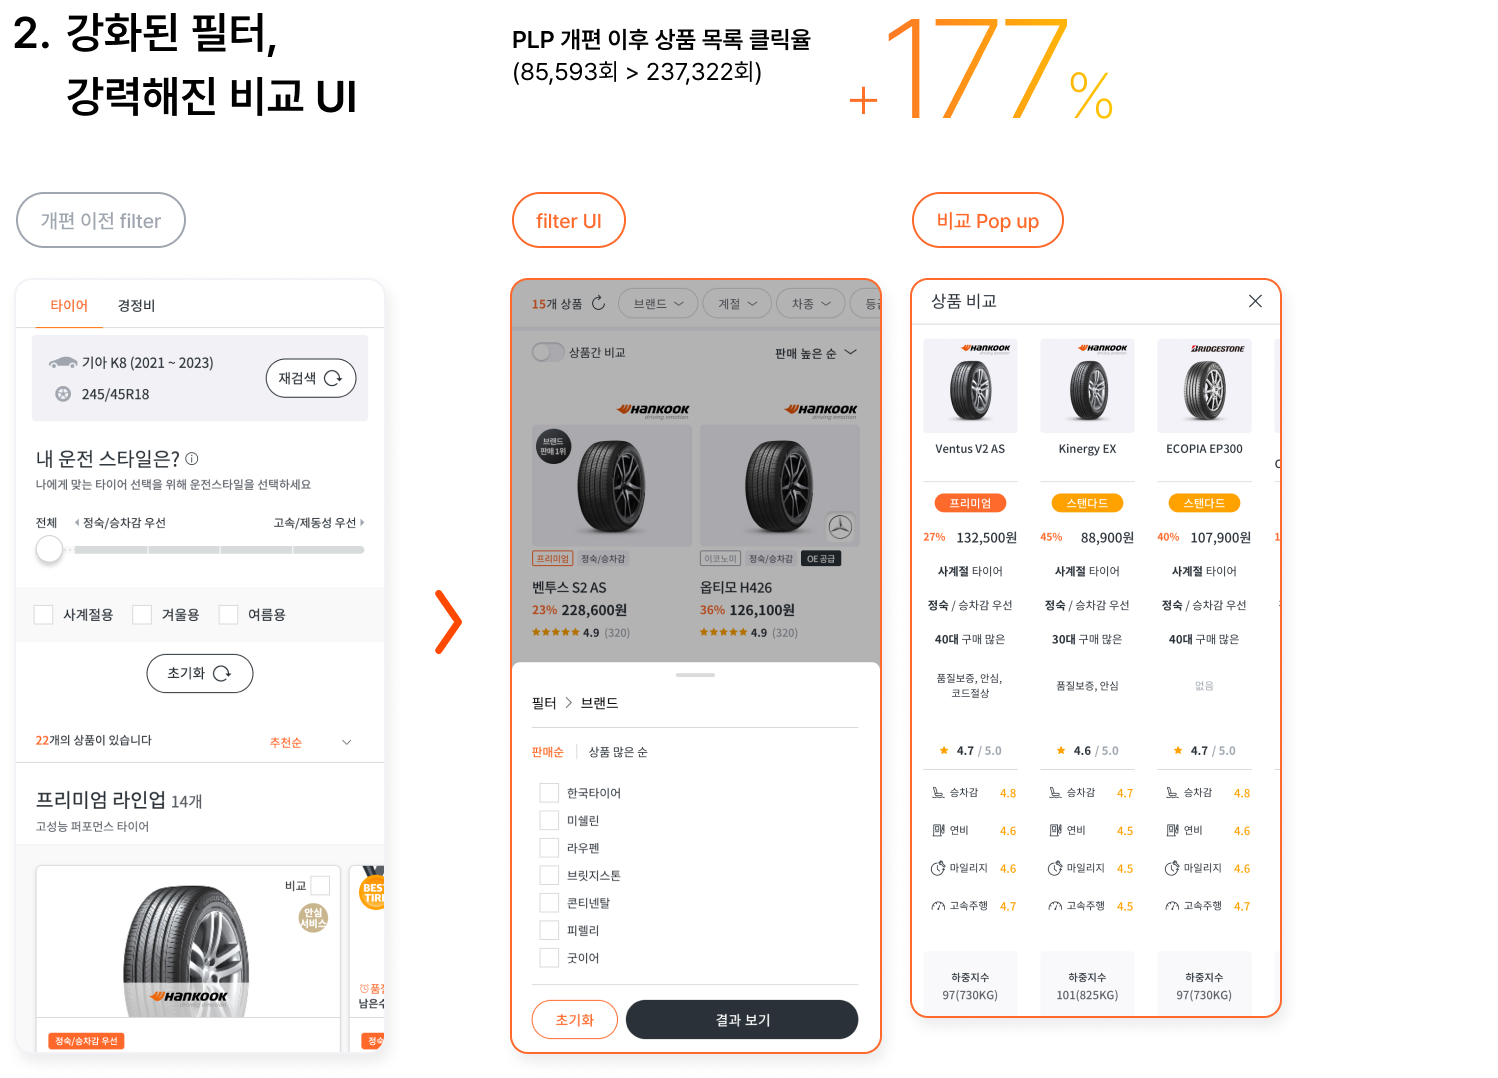 2. 강화된 필터,
강력해진 비교 UI
PLP 개편 이후 상품 목록 클릭율
(85,593회 > 237,322회)
+177%
개편 이전 filter
타이어 경정비
기아 K8 (2021 ~ 2023)
245/45R18
재검색
내 운전 스타일은?
나에게 맞는 타이어 선택을 위해 운전스타일을 선택하세요
전체 정숙/승차감 우선 고속/제동성 우선
사계절용 겨울용 여름용
초기화
22개의 상품이 있습니다 추천순
프리미엄 라인업 14개
고성능 퍼포먼스 타이어
비교
안심
서비스
HANKOOK
driving emotion
정숙/승차감 우선
BEST
남은수
filter UI
15개 상품 브랜드 계절 차종
상품간 비교 판매 높은 순
HANKOOK HANKOOK
driving emotion driving emotion
브랜드
판매 1위
프리미엄 정숙/승차감 이코노미 정숙/승차감 OE 공급
벤투스 S2 AS 옵티모 H426
23% 228,600원 36% 126,100원
4.9 (320) 4.9 (320)
필터 > 브랜드
판매순 상품 많은 순
한국타이어
미쉘린
라우펜
브릿지스톤
콘티넨탈
피렐리
굿이어
초기화 결과 보기
비교 Pop up
상품 비교
HANKOOK HANKOOK BRIDGESTONE
Ventus V2 AS Kinergy EX ECOPIA EP300
프리미엄 스탠다드 스탠다드
27% 132,500원 45% 88,900원 40% 107,900원
사계절 타이어 사계절 타이어 사계절 타이어
정숙 / 승차감 우선 정숙 / 승차감 우선 정숙 / 승차감 우선
40대 구매 많은 30대 구매 많은 40대 구매 많은
품질보증, 안심,
코드절상 품질보증, 안심 없음
4.7 / 5.0 4.6 / 5.0 4.7 / 5.0
승차감 4.8 승차감 4.7 승차감 4.8
연비 4.6 연비 4.5 연비 4.6
마일리지 4.6 마일리지 4.5 마일리지 4.6
고속주행 4.7 고속주행 4.5 고속주행 4.7
하중지수 하중지수 하중지수
97(730KG) 101(825KG) 97(730KG)